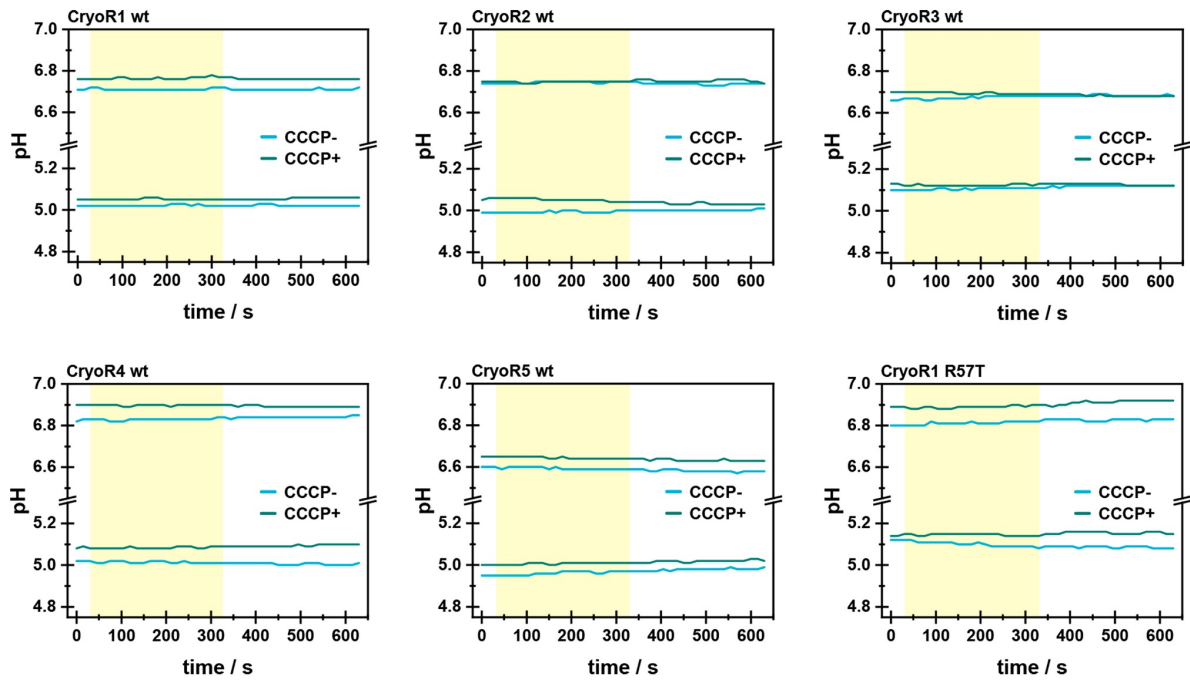 CryoR1 wt
7.0
6.8
6.6
5.2
5.0
4.8
pH
CCCP-
CCCP+
0 100 200 300 400 500 600
time / s
CryoR2 wt
7.0
6.8
6.6
5.2
5.0
4.8
pH
CCCP-
CCCP+
0 100 200 300 400 500 600
time / s
CryoR3 wt
7.0
6.8
6.6
5.2
5.0
4.8
pH
CCCP-
CCCP+
0 100 200 300 400 500 600
time / s
CryoR4 wt
7.0
6.8
6.6
5.2
5.0
4.8
pH
CCCP-
CCCP+
0 100 200 300 400 500 600
time / s
CryoR5 wt
7.0
6.8
6.6
5.2
5.0
4.8
pH
CCCP-
CCCP+
0 100 200 300 400 500 600
time / s
CryoR1 R57T
7.0
6.8
6.6
5.2
5.0
4.8
pH
CCCP-
CCCP+
0 100 200 300 400 500 600
time / s